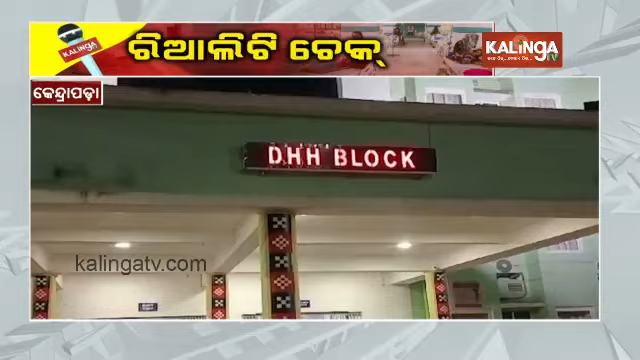 KALINGA
ରିଆଲିଟି ଚେକ୍
KALiNGA TV
କେନ୍ଦ୍ରାପଡ଼ା
DHH BLOCK
kalingatv.com